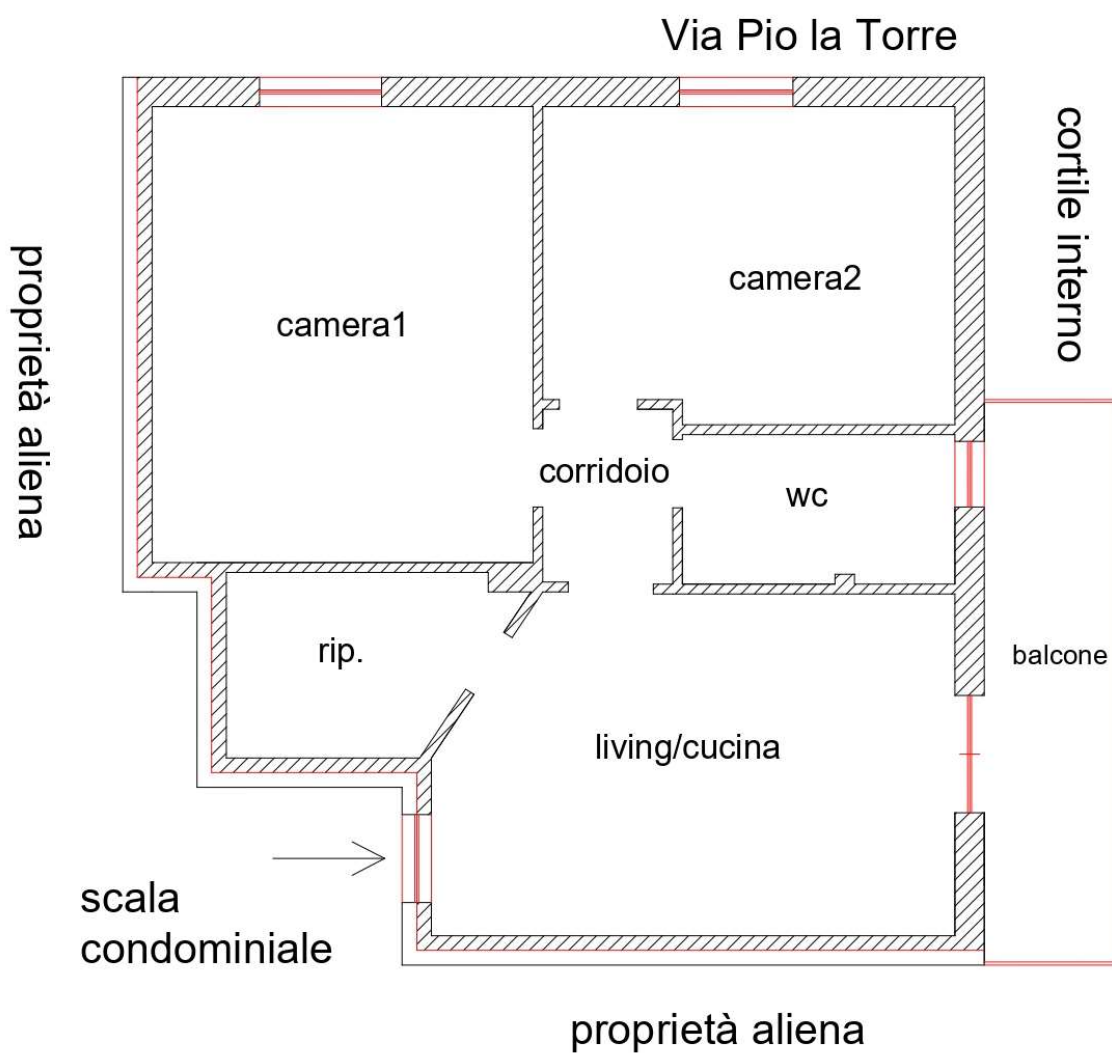 Via Pio la Torre
cortile interno
proprietà aliena
camera1
camera2
corridoio
wc
rip.
living/cucina
balcone
scala
condominiale
proprietà aliena